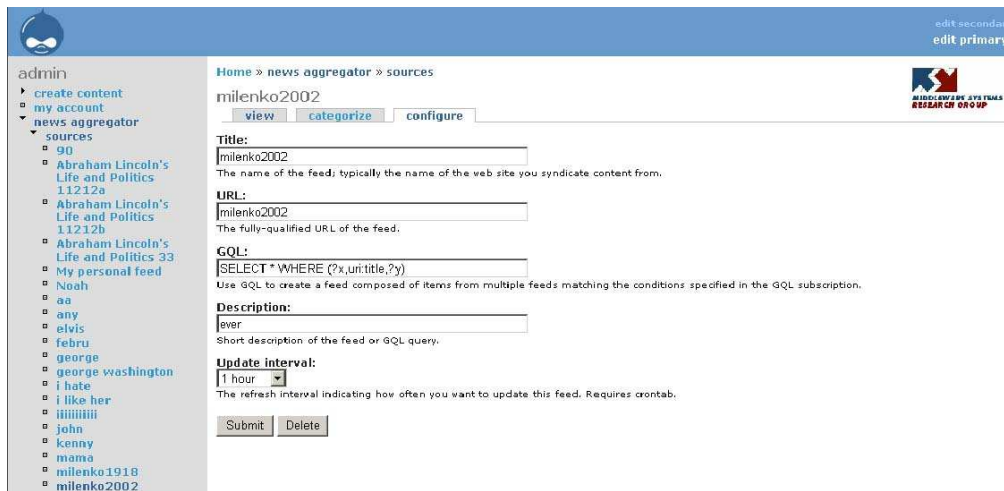 edit secondar
edit primary
admin
create content
my account
news aggregator
sources
90
Abraham Lincoln's
Life and Politics
11212a
Abraham Lincoln's
Life and Politics
11212b
Abraham Lincoln's
Life and Politics 33
My personal feed
Noah
aa
any
elvis
febru
george
george washington
i hate
i like her
iiiiiiiiiii
john
kenny
mama
milenko1918
milenko2002
Home » news aggregator » sources
MIDDLEWARE SYSTEMS
RESEARCH GROUP
milenko2002
view categorize configure
Title:
milenko2002
The name of the feed; typically the name of the web site you syndicate content from.
URL:
milenko2002
The fully-qualified URL of the feed.
GQL:
SELECT * WHERE (?x,uri:title,?y)
Use GQL to create a feed composed of items from multiple feeds matching the conditions specified in the GQL subscription.
Description:
ever
Short description of the feed or GQL query.
Update interval:
1 hour
The refresh interval indicating how often you want to update this feed. Requires crontab.
Submit Delete